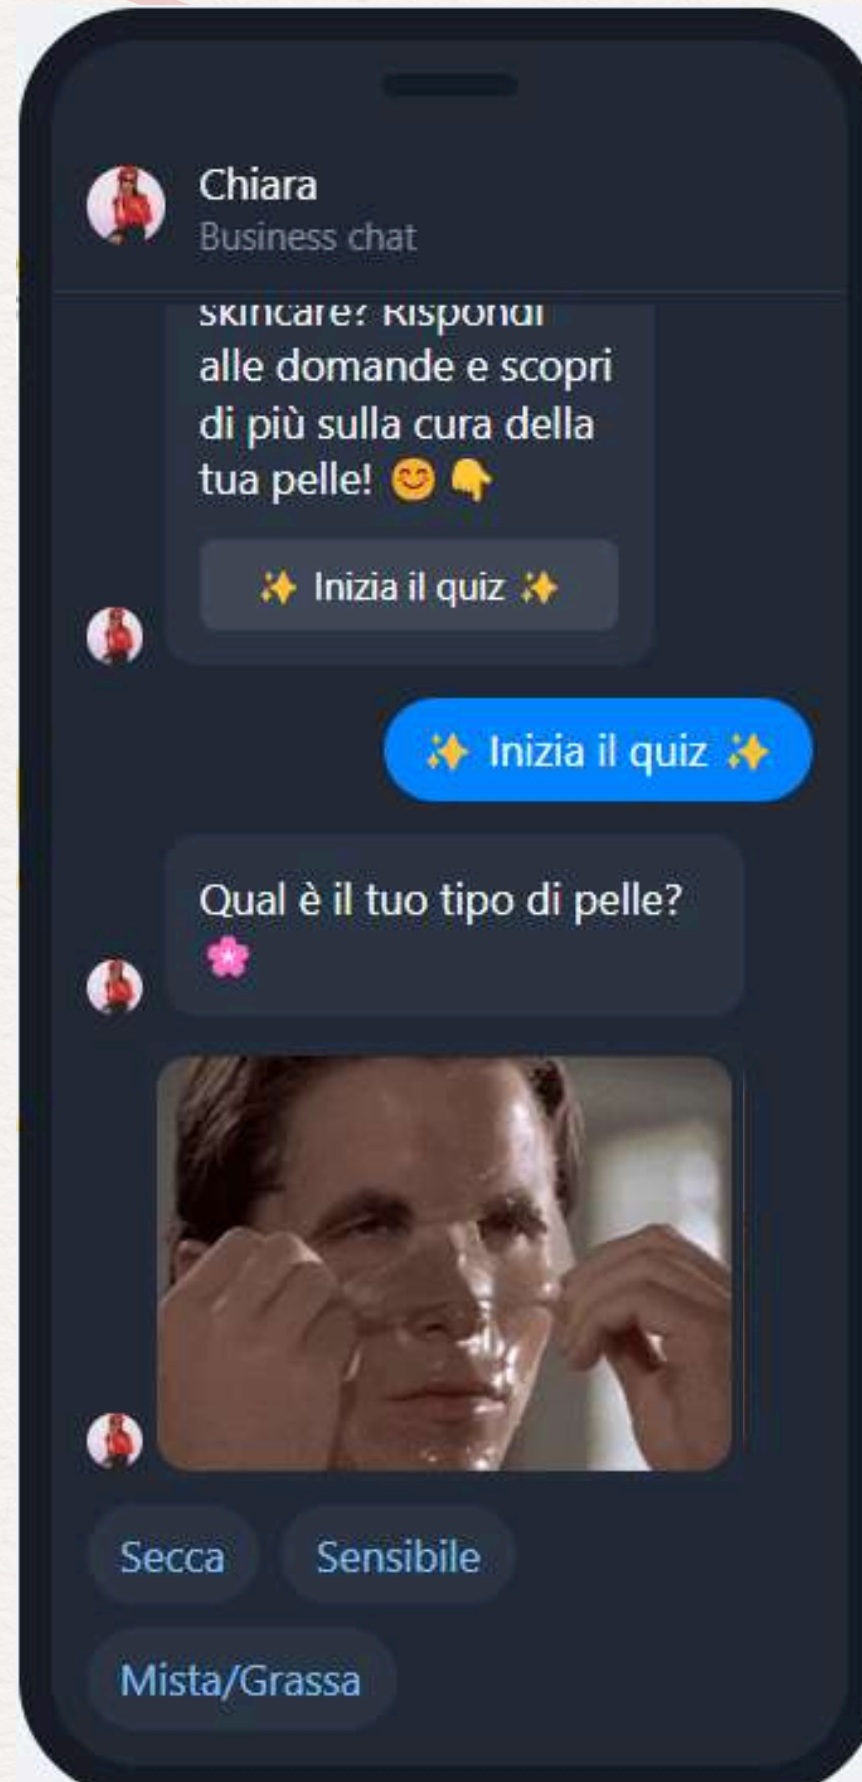 Chiara
Business chat
skincare? Rispondi
alle domande e scopri
di più sulla cura della
tua pelle! 😊👇
✨ Inizia il quiz ✨
✨ Inizia il quiz ✨
Qual è il tuo tipo di pelle?
🌸
Secca
Sensibile
Mista/Grassa